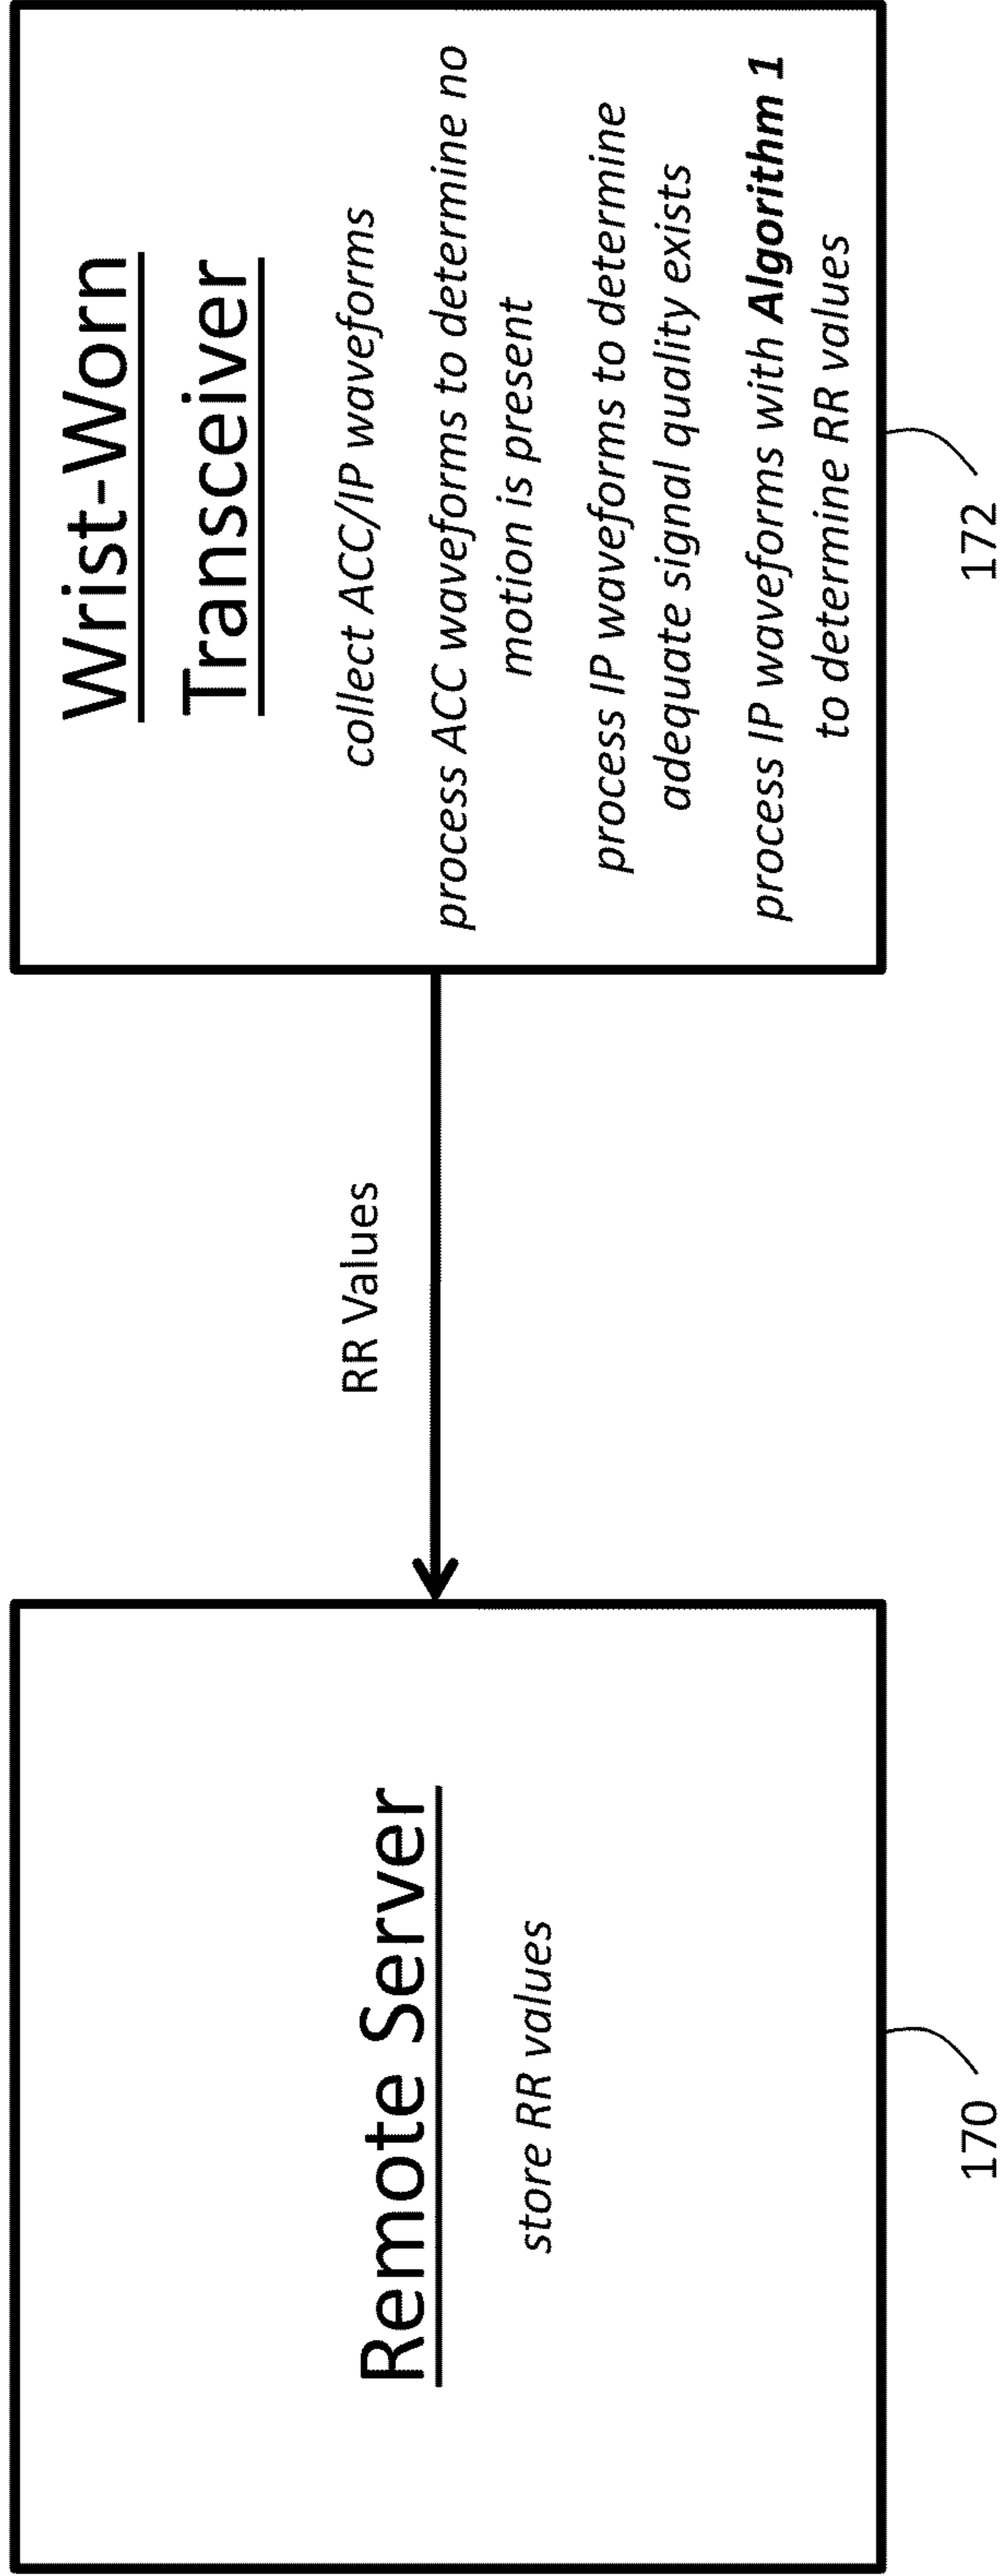 Remote Server
store RR values
170
RR Values
Wrist-Worn
Transceiver
collect ACC/IP waveforms
process ACC waveforms to determine no
motion is present
process IP waveforms to determine
adequate signal quality exists
process IP waveforms with Algorithm 1
to determine RR values
172